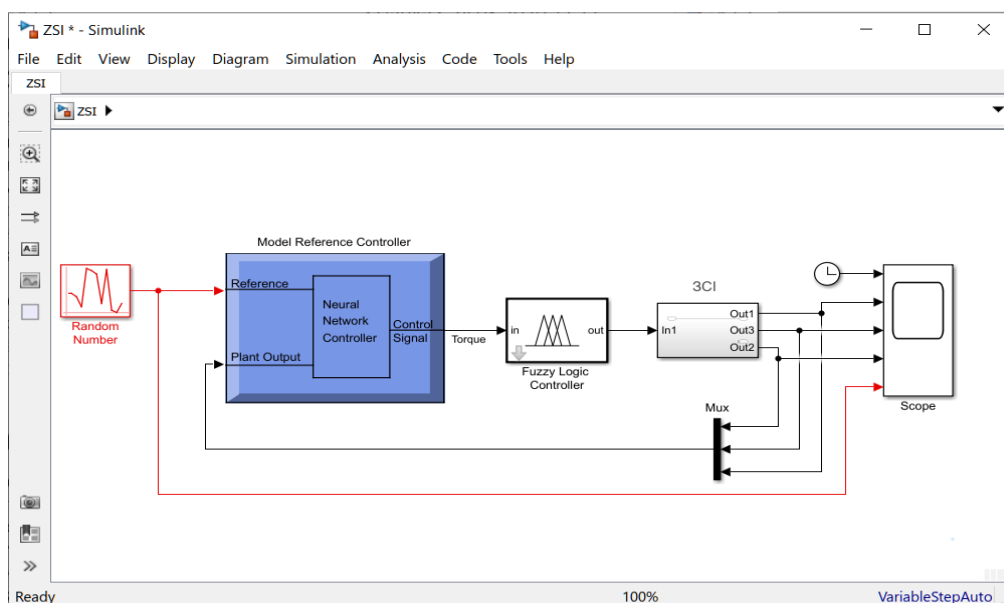 ZSI * - Simulink
File Edit View Display Diagram Simulation Analysis Code Tools Help
ZSI
ZSI
Model Reference Controller
Reference
Neural
Network
Controller
Control
Signal
Plant Output
Random
Number
Torque
in
out
Fuzzy Logic
Controller
3CI
In1
Out1
Out3
Out2
Mux
Scope
Ready
100%
VariableStepAuto